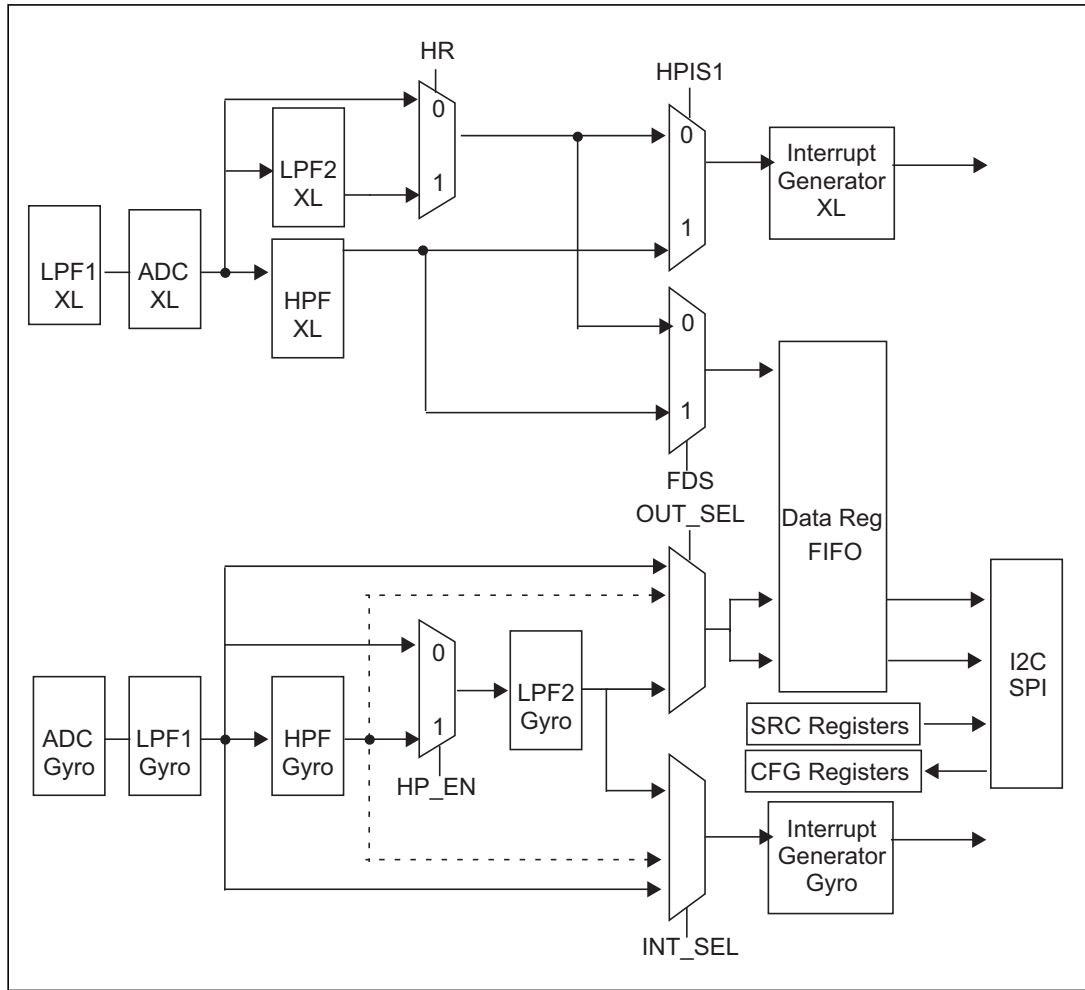 HR
HPIS1
0
LPF2
XL
1
0
1
Interrupt
Generator
XL
LPF1
XL
ADC
XL
HPF
XL
0
1
FDS
OUT_SEL
Data Reg
FIFO
I2C
SPI
0
1
HP_EN
LPF2
Gyro
ADC
Gyro
LPF1
Gyro
HPF
Gyro
SRC Registers
CFG Registers
Interrupt
Generator
Gyro
INT_SEL